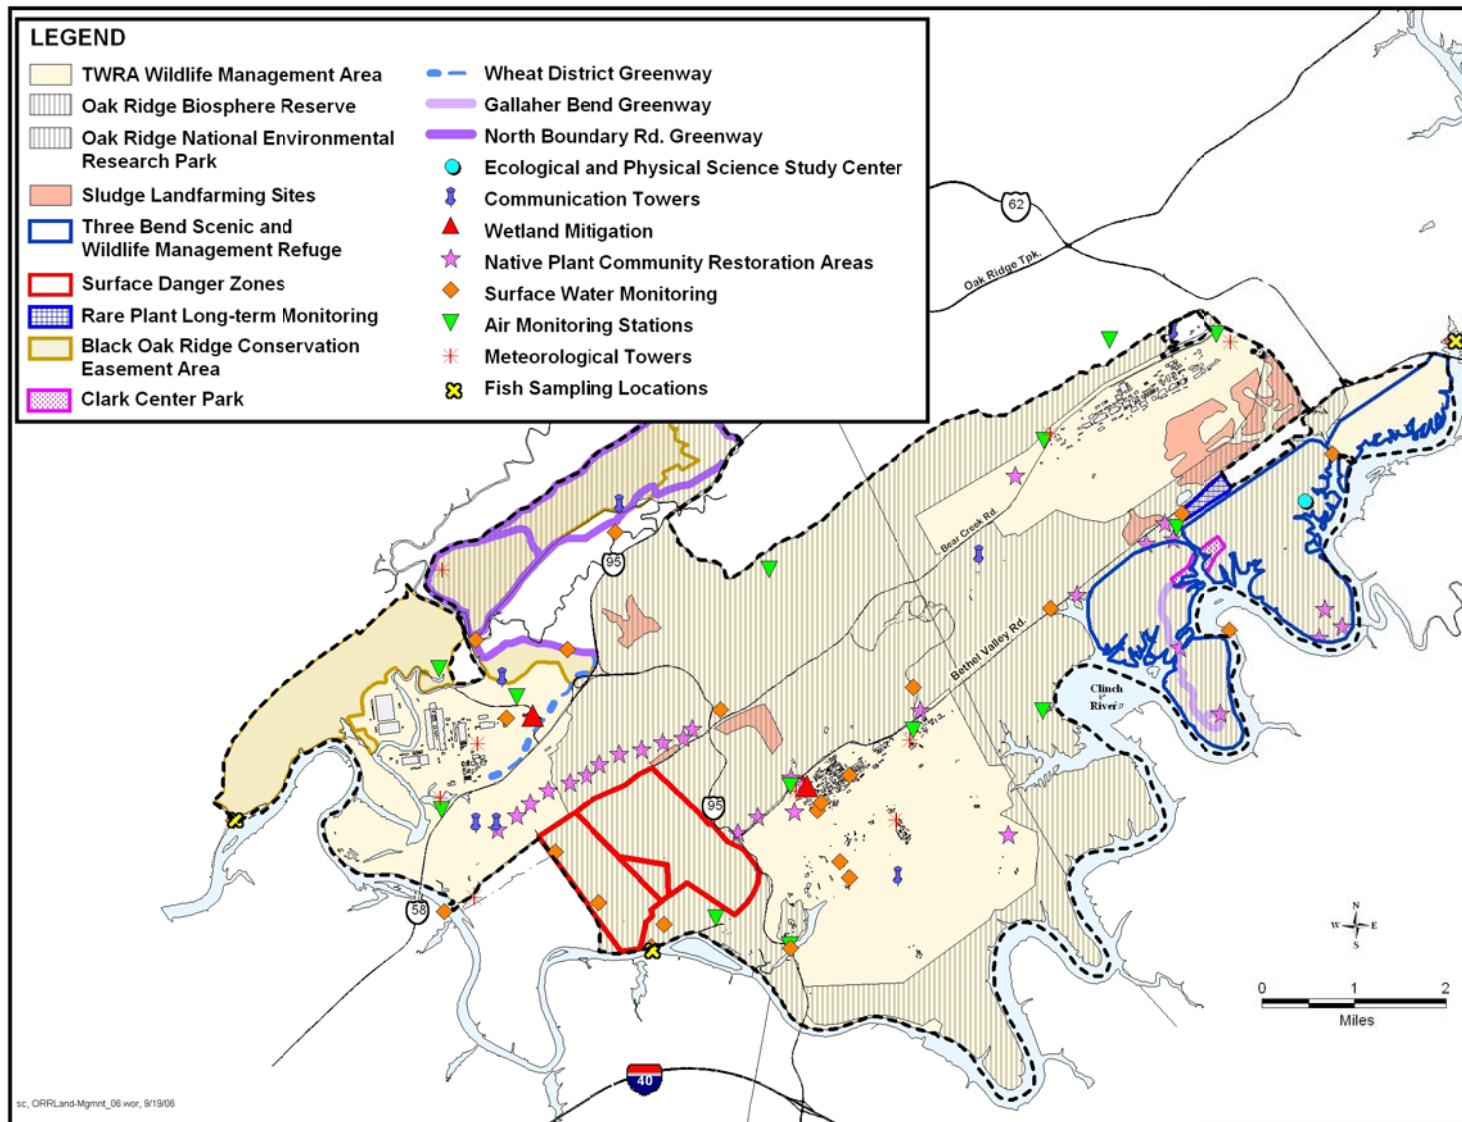 LEGEND
TWRA Wildlife Management Area
Oak Ridge Biosphere Reserve
Oak Ridge National Environmental
Research Park
Sludge Landfarming Sites
Three Bend Scenic and
Wildlife Management Refuge
Surface Danger Zones
Rare Plant Long-term Monitoring
Black Oak Ridge Conservation
Easement Area
Clark Center Park
Wheat District Greenway
Gallaher Bend Greenway
North Boundary Rd. Greenway
Ecological and Physical Science Study Center
Communication Towers
Wetland Mitigation
Native Plant Community Restoration Areas
Surface Water Monitoring
Air Monitoring Stations
Meteorological Towers
Fish Sampling Locations
62
Oak Ridge Tpk.
Bear Creek Rd.
95
Bethel Valley Rd.
Clinch
River
95
58
N
W E
S
0 1 2
Miles
40
sc, ORRLand-Mgmnt_06.wor, 9/19/06